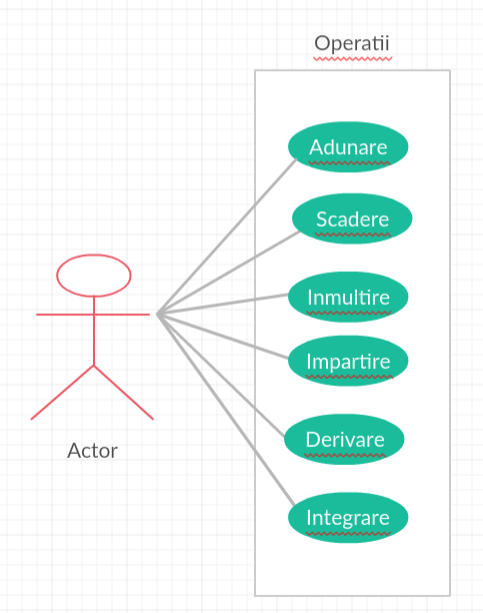 Operatii
Adunare
Scadere
Inmultire
Impartire
Derivare
Integrare
Actor